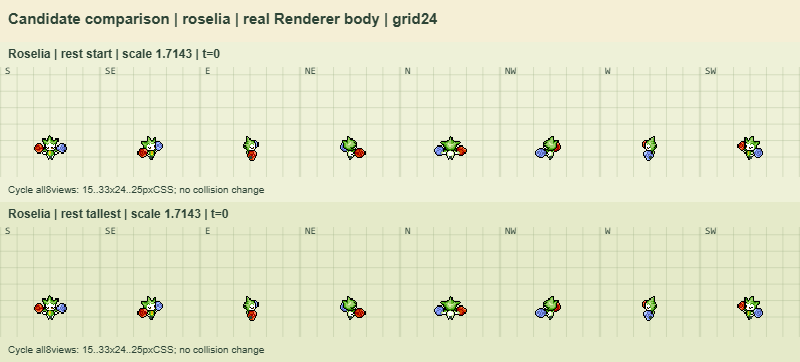 Candidate comparison | roselia | real Renderer body | grid24
Roselia | rest start | scale 1.7143 | t=0
S SE E NE N NW W SW
Cycle all8views: 15..33x24..25pxCSS; no collision change
Roselia | rest tallest | scale 1.7143 | t=0
S SE E NE N NW W SW
Cycle all8views: 15..33x24..25pxCSS; no collision change